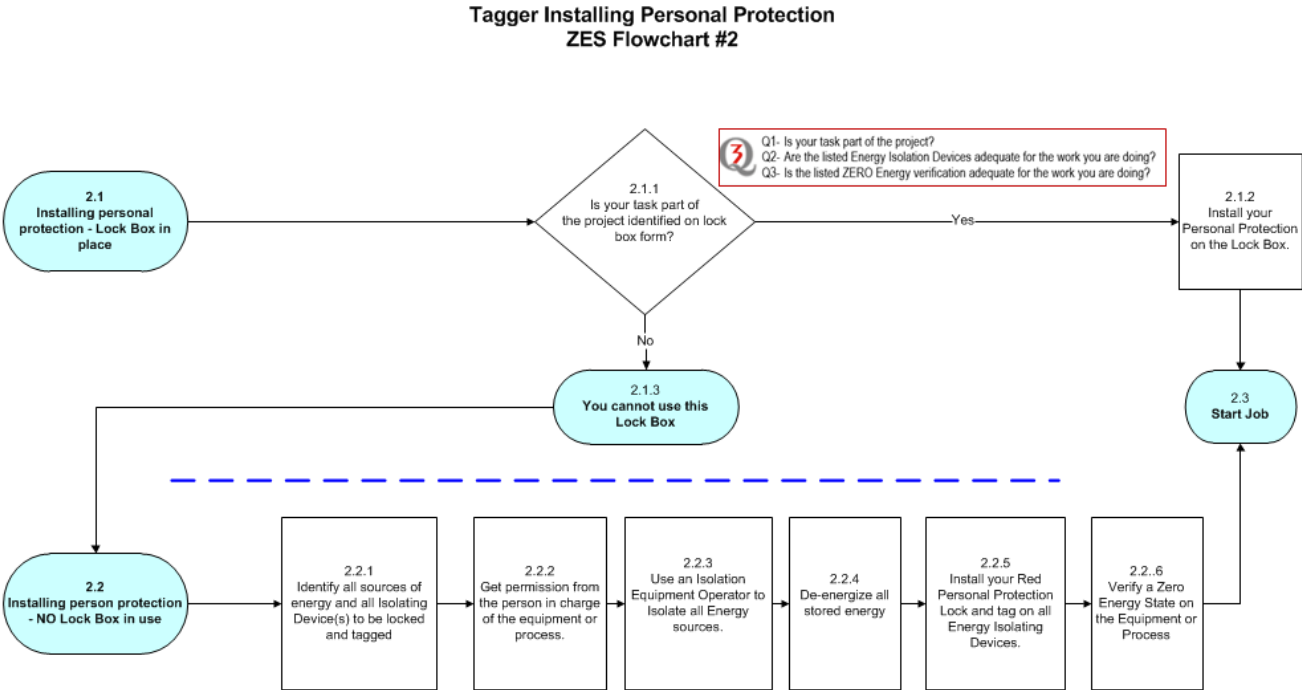 Tagger Installing Personal Protection
ZES Flowchart #2
3
Q
Q1- Is your task part of the project?
Q2- Are the listed Energy Isolation Devices adequate for the work you are doing?
Q3- Is the listed ZERO Energy verification adequate for the work you are doing?
2.1
Installing personal
protection - Lock Box in
place
2.1.1
Is your task part of
the project identified on lock
box form?
Yes
2.1.2
Install your
Personal Protection
on the Lock Box.
No
2.1.3
You cannot use this
Lock Box
2.3
Start Job
2.2
Installing person protection
- NO Lock Box in use
2.2.1
Identify all sources of
energy and all Isolating
Device(s) to be locked
and tagged
2.2.2
Get permission from
the person in charge
of the equipment or
process.
2.2.3
Use an Isolation
Equipment Operator to
Isolate all Energy
sources.
2.2.4
De-energize all
stored energy
2.2.5
Install your Red
Personal Protection
Lock and tag on all
Energy Isolating
Devices.
2.2..6
Verify a Zero
Energy State on
the Equipment or
Process